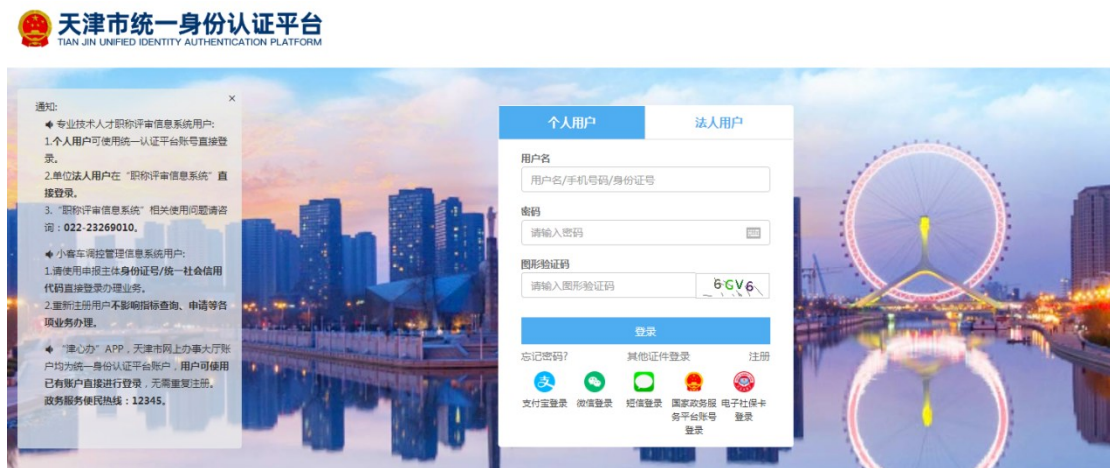 天津市统一身份认证平台
TIAN JIN UNIFIED IDENTITY AUTHENTICATION PLATFORM
通知:
×
专业技术人才职称评审信息系统用户:
1.个人用户可使用统一认证平台账号直接登
录。
2.单位法人用户在“职称评审信息系统”直
接登录。
3、“职称评审信息系统”相关使用问题请咨
询：022-23269010。
小客车调控管理信息系统用户:
1.请使用申报主体身份证号/统一社会信用
代码直接登录办理业务。
2.重新注册用户不影响指标查询、申请等各
项业务办理。
“津心办”APP，天津市网上办事大厅账
户均为统一身份认证平台账户，用户可使用
已有账户直接进行登录，无需重复注册。
政务服务便民热线：12345。
个人用户
法人用户
用户名
用户名/手机号码/身份证号
密码
请输入密码
图形验证码
请输入图形验证码
6GV6
登录
忘记密码?
其他证件登录
注册
支
支付宝登录
微信登录
短信登录
国家政务服
务平台账号
登录
电子社保卡
登录